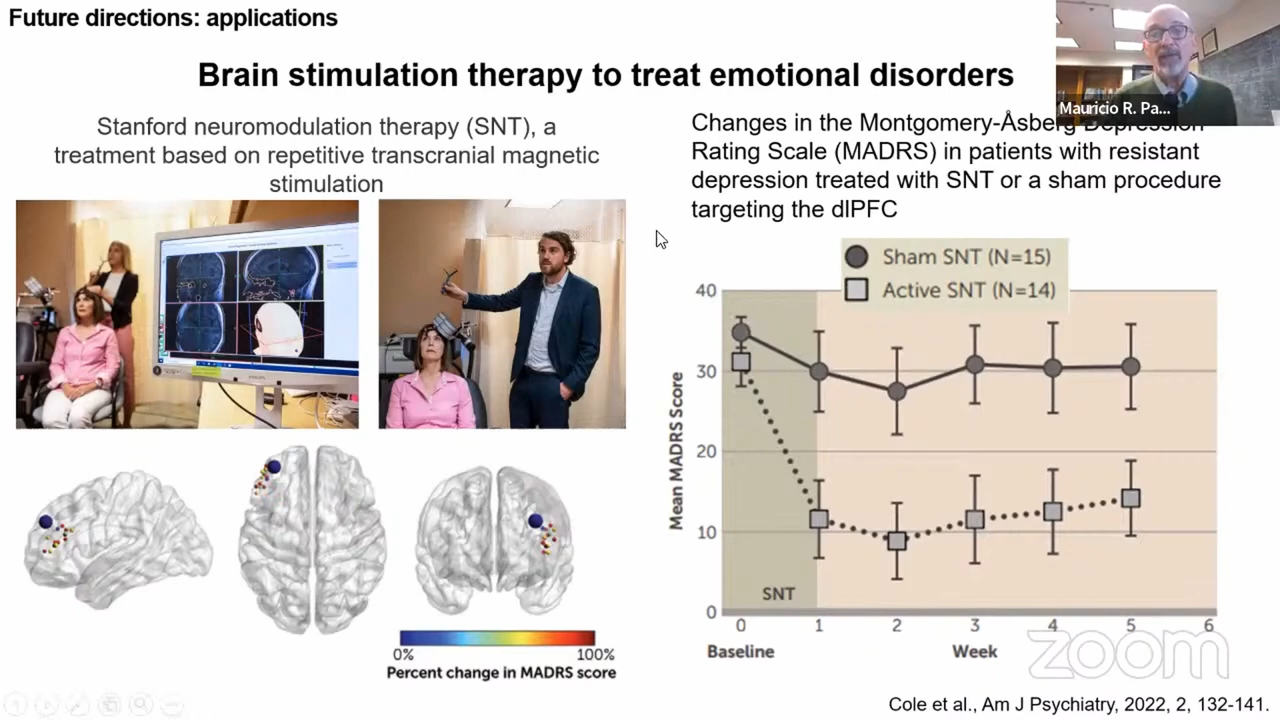 Future directions: applications
Brain stimulation therapy to treat emotional disorders
Mauricio R. Pa...
Stanford neuromodulation therapy (SNT), a
treatment based on repetitive transcranial magnetic
stimulation
Changes in the Montgomery-Åsberg Depression
Rating Scale (MADRS) in patients with resistant
depression treated with SNT or a sham procedure
targeting the dlPFC
Sham SNT (N=15)
Active SNT (N=14)
Mean MADRS Score
40
30
20
10
0
SNT
0 1 2 3 4 5 6
Baseline Week
zoom
0% 100%
Percent change in MADRS score
Cole et al., Am J Psychiatry, 2022, 2, 132-141.